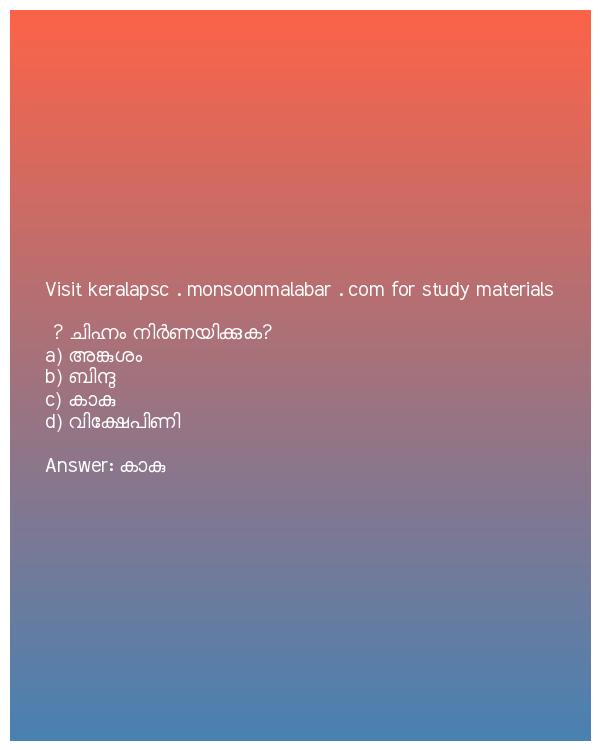 Visit keralapsc . monsoonmalabar . com for study materials
? ചിഹ്നം നിർണയിക്കുക?
a) അങ്കുശം
b) ബിന്ദു
c) കാകു
d) വിക്ഷേപിണി
Answer: കാകു